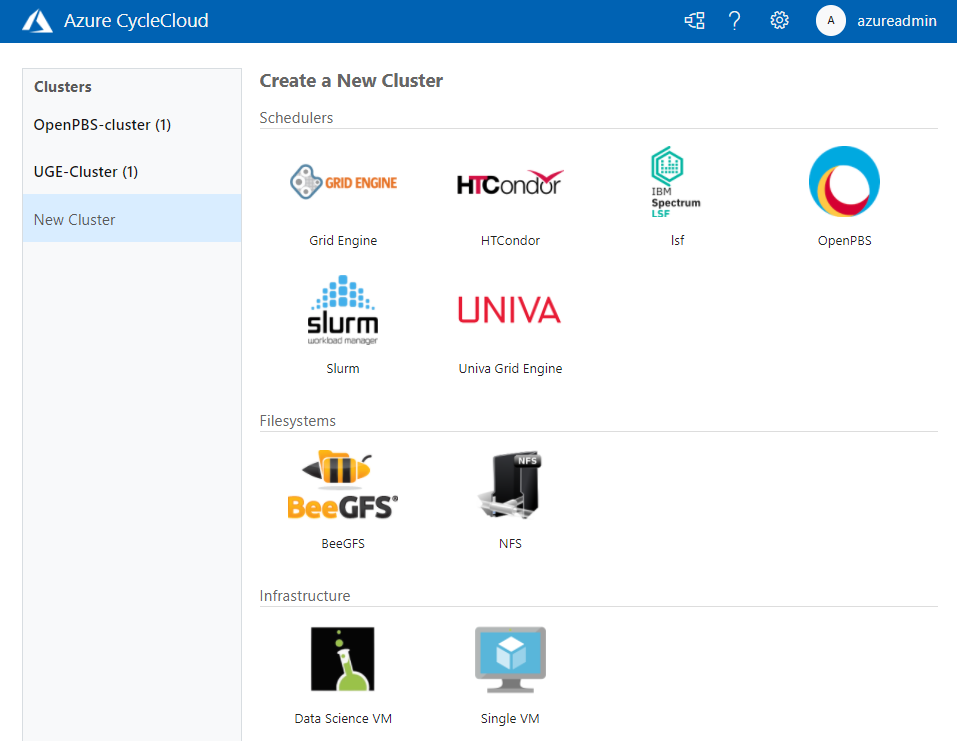 Azure CycleCloud
? A azureadmin
Clusters
OpenPBS-cluster (1)
UGE-Cluster (1)
New Cluster
Create a New Cluster
Schedulers
GRID ENGINE
HTCondor
IBM
Spectrum
LSF
Grid Engine
HTCondor
lsf
OpenPBS
slurm
workload manager
UNIVA
Slurm
Univa Grid Engine
Filesystems
BeeGFS®
NFS
BeeGFS
NFS
Infrastructure
Data Science VM
Single VM